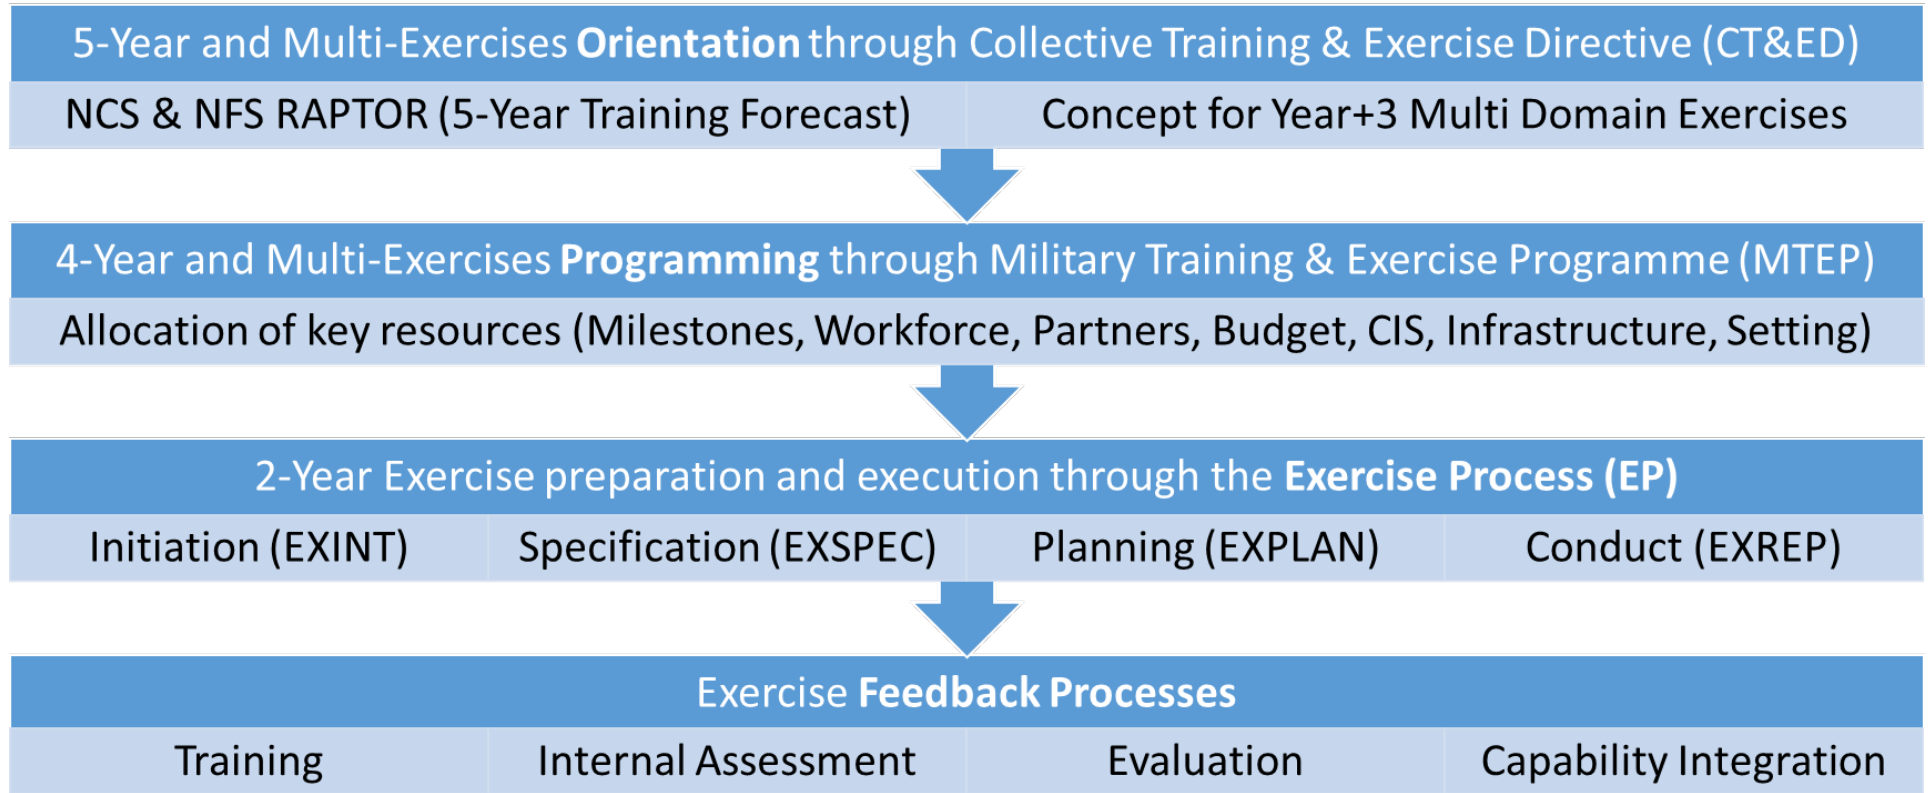 5-Year and Multi-Exercises Orientation through Collective Training & Exercise Directive (CT&ED)
NCS & NFS RAPTOR (5-Year Training Forecast)
Concept for Year+3 Multi Domain Exercises
4-Year and Multi-Exercises Programming through Military Training & Exercise Programme (MTEP)
Allocation of key resources (Milestones, Workforce, Partners, Budget, CIS, Infrastructure, Setting)
2-Year Exercise preparation and execution through the Exercise Process (EP)
Initiation (EXINT)
Specification (EXSPEC)
Planning (EXPLAN)
Conduct (EXREP)
Exercise Feedback Processes
Training
Internal Assessment
Evaluation
Capability Integration